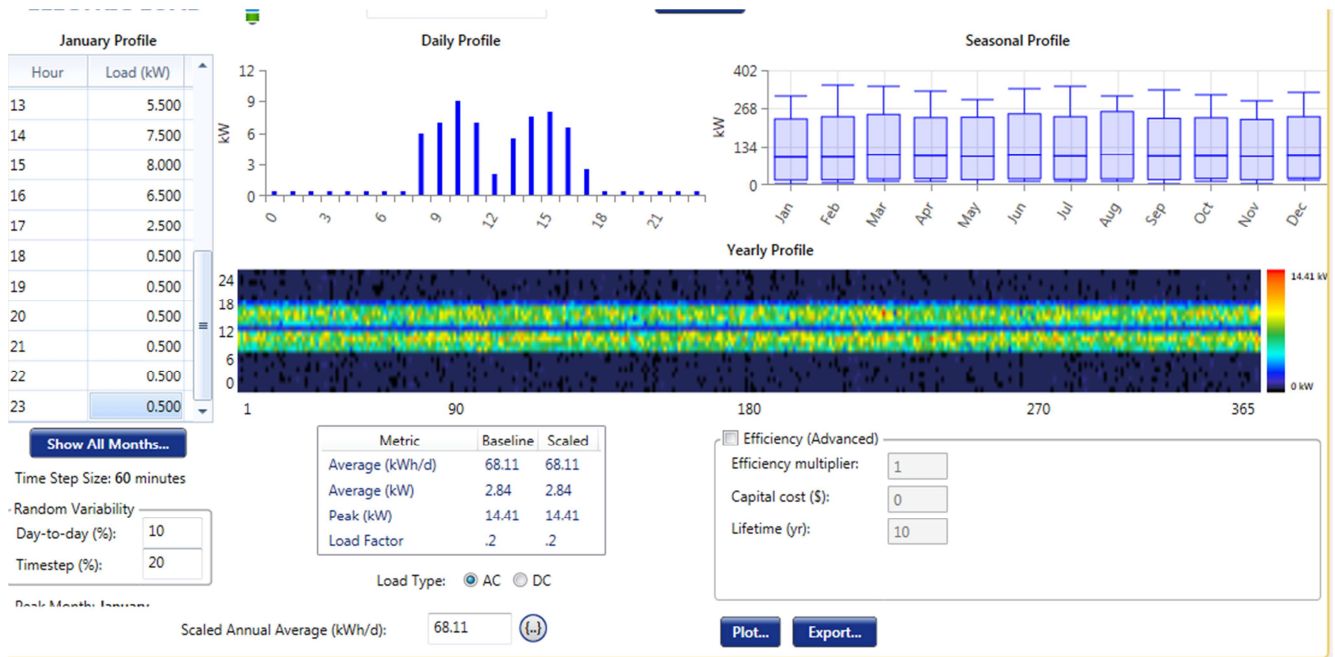 January Profile
Hour Load (kW)
13 5.500
14 7.500
15 8.000
16 6.500
17 2.500
18 0.500
19 0.500
20 0.500
21 0.500
22 0.500
23 0.500
Show All Months...
Time Step Size: 60 minutes
Random Variability
Day-to-day (%): 10
Timestep (%): 20
Peak Month: January
Daily Profile
12
9
6
3
0
kW
0 3 6 9 12 15 18 21
Seasonal Profile
402
268
134
0
kW
Jan Feb Mar Apr May Jun Jul Aug Sep Oct Nov Dec
Yearly Profile
24
18
12
6
0
1 90 180 270 365
14.41 kW
0 kW
Metric Baseline Scaled
Average (kWh/d) 68.11 68.11
Average (kW) 2.84 2.84
Peak (kW) 14.41 14.41
Load Factor .2 .2
Load Type: AC DC
Scaled Annual Average (kWh/d): 68.11 {..}
Efficiency (Advanced)
Efficiency multiplier: 1
Capital cost ($): 0
Lifetime (yr): 10
Plot... Export...